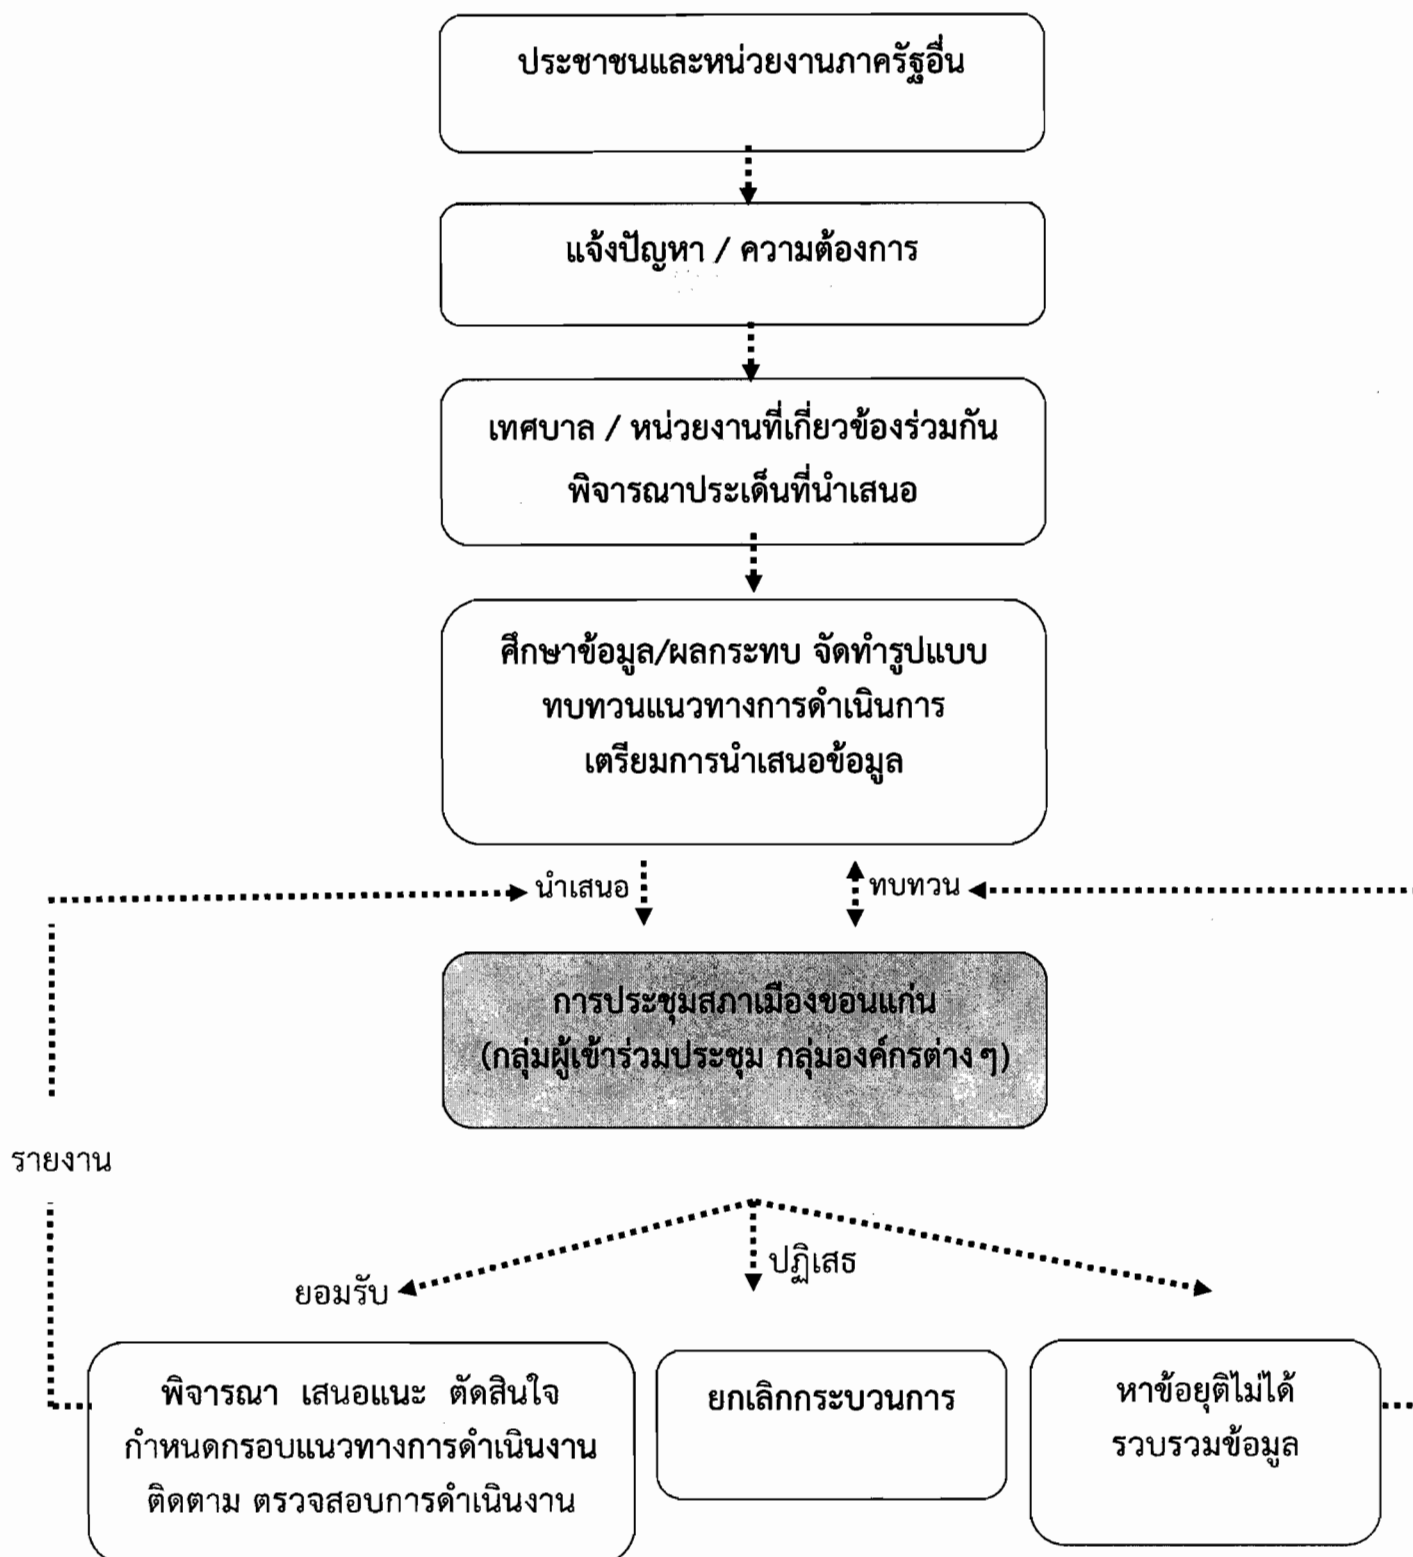 ประชาชนและหน่วยงานภาครัฐอื่น
แจ้งปัญหา / ความต้องการ
เทศบาล / หน่วยงานที่เกี่ยวข้องร่วมกัน
พิจารณาประเด็นที่นำเสนอ
ศึกษาข้อมูล/ผลกระทบ จัดทำรูปแบบ
ทบทวนแนวทางการดำเนินการ
เตรียมการนำเสนอข้อมูล
นำเสนอ
ทบทวน
การประชุมสภาเมืองขอนแก่น
(กลุ่มผู้เข้าร่วมประชุม กลุ่มองค์กรต่าง ๆ)
รายงาน
ยอมรับ
ปฏิเสธ
พิจารณา เสนอแนะ ตัดสินใจ
กำหนดกรอบแนวทางการดำเนินงาน
ติดตาม ตรวจสอบการดำเนินงาน
ยกเลิกกระบวนการ
หาข้อยุติไม่ได้
รวบรวมข้อมูล